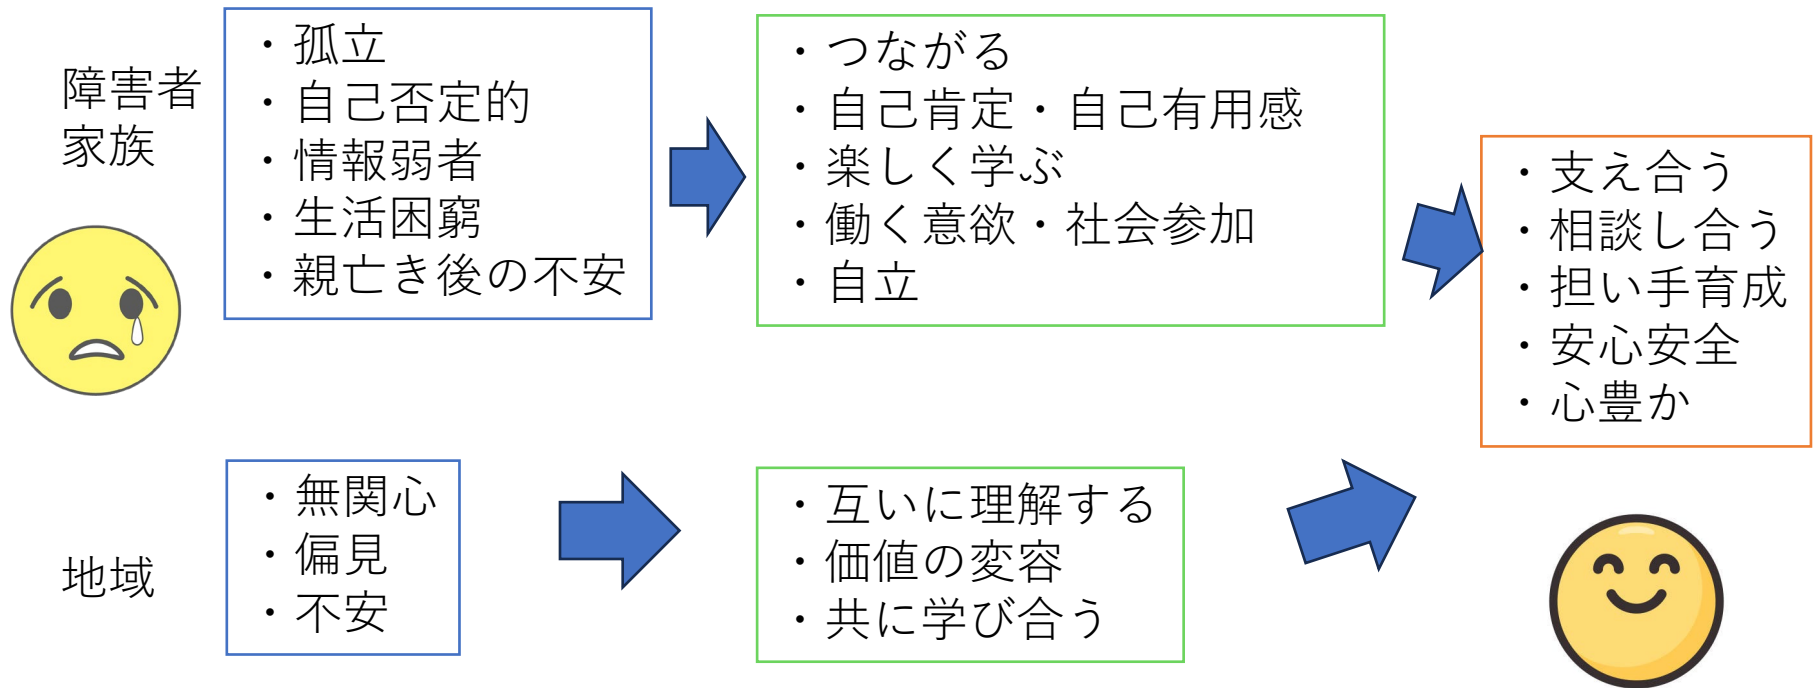 障害者
家族
・孤立
・自己否定的
・情報弱者
・生活困窮
・親亡き後の不安
・つながる
・自己肯定・自己有用感
・楽しく学ぶ
・働く意欲・社会参加
・自立
・支え合う
・相談し合う
・担い手育成
・安心安全
・心豊か
地域
・無関心
・偏見
・不安
・互いに理解する
・価値の変容
・共に学び合う